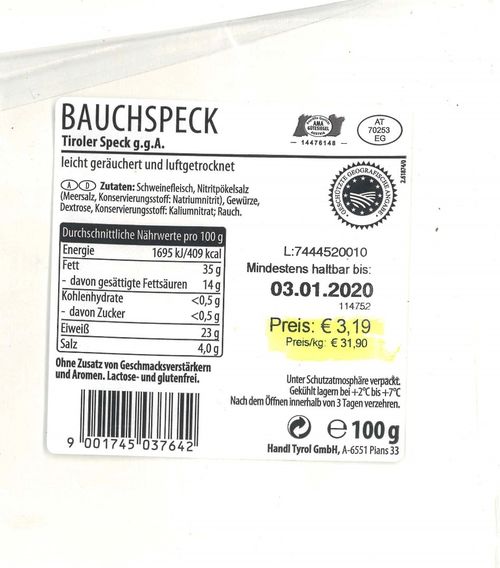 BAUCHSPECK
Tiroler Speck g.g.A.
leicht geräuchert und luftgetrocknet
A D Zutaten: Schweinefleisch, Nitritpökelsalz
(Meersalz, Konservierungsstoff: Natriumnitrit), Gewürze,
Dextrose, Konservierungsstoff: Kaliumnitrat; Rauch.
Durchschnittliche Nährwerte pro 100 g
Energie 1695 kJ/409 kcal
Fett 35 g
- davon gesättigte Fettsäuren 14 g
Kohlenhydrate <0,5 g
- davon Zucker <0,5 g
Eiweiß 23 g
Salz 4,0 g
Ohne Zusatz von Geschmacksverstärkern
und Aromen. Lactose- und glutenfrei.
9 001745 037642
AMA
GÜTESIEGEL
— 14476148 —
AT
70253
EG
GESCHÜTZTE GEOGRAFISCHE ANGABE
L:7444520010
Mindestens haltbar bis:
03.01.2020
114752
Preis: € 3,19
Preis/kg: € 31,90
Unter Schutzatmosphäre verpackt.
Gekühlt lagern bei +2°C bis +7°C
Nach dem Öffnen innerhalb von 3 Tagen verzehren.
e 100 g
Handl Tyrol GmbH, A-6551 Pians 33